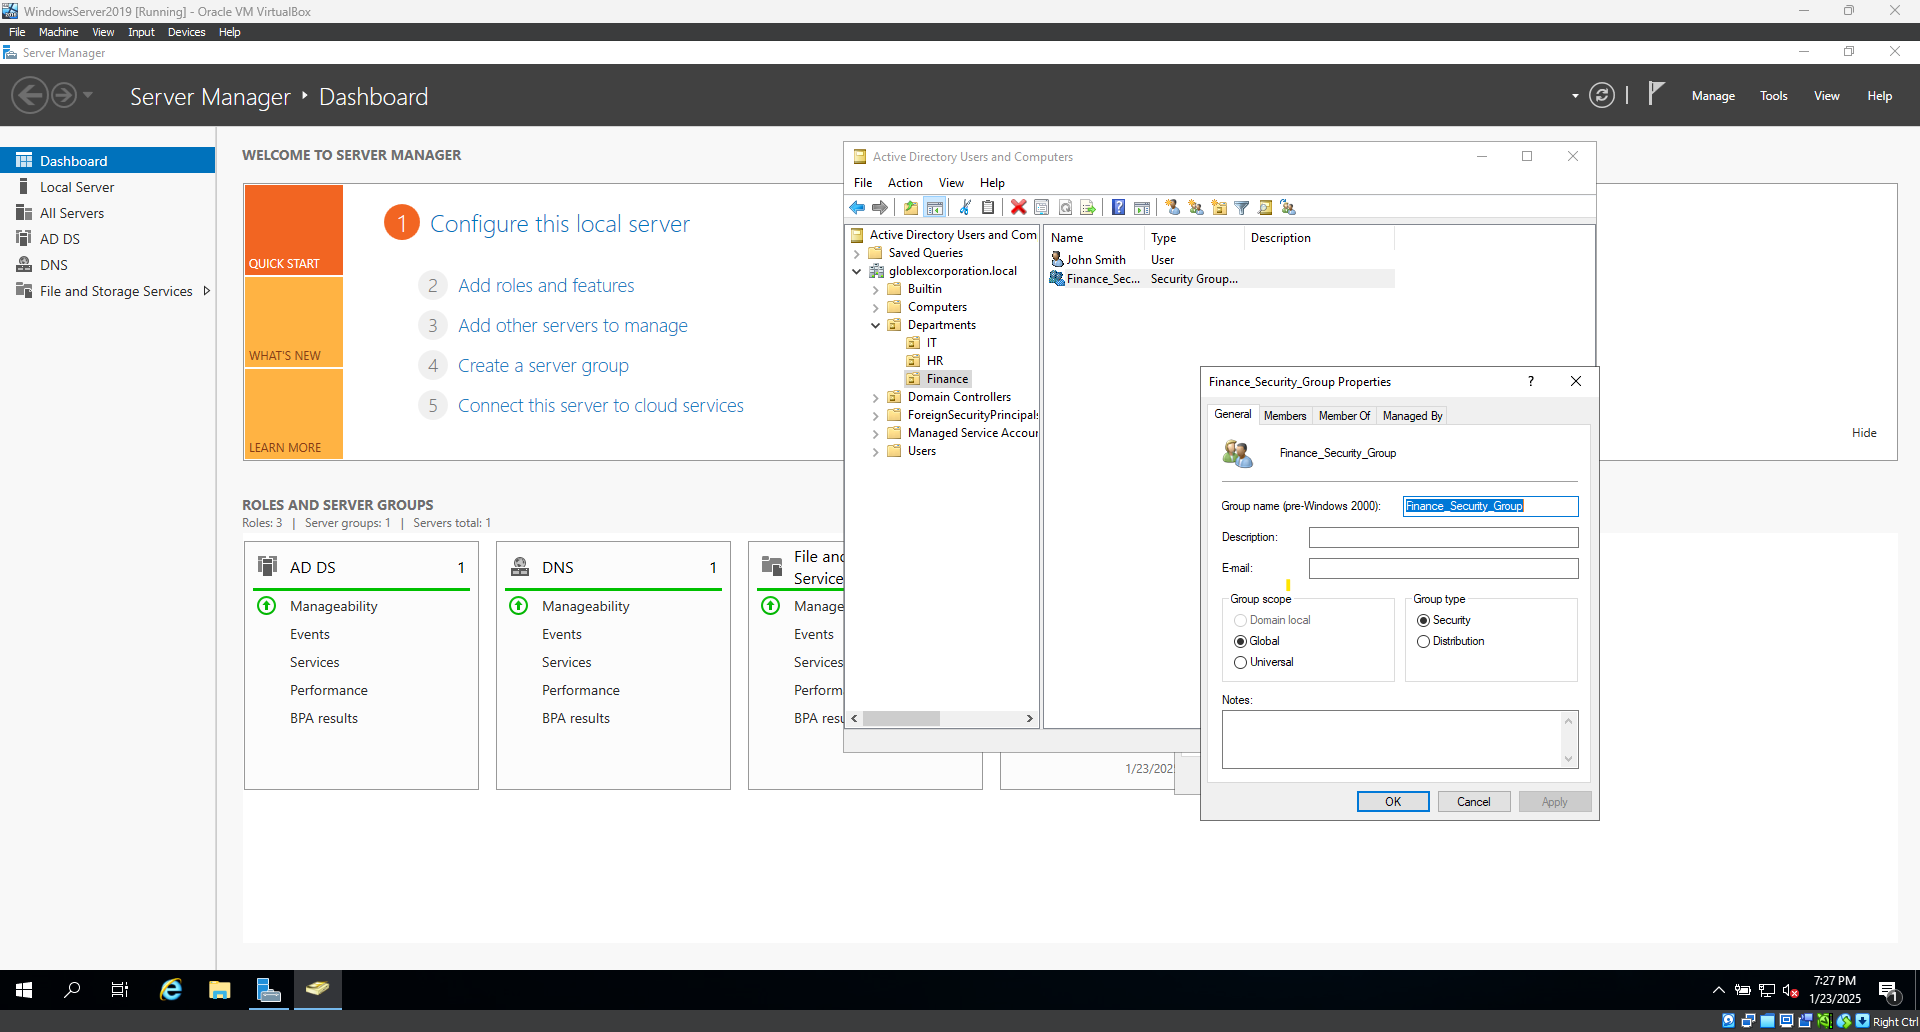 WindowsServer2019 [Running] - Oracle VM VirtualBox
File Machine View Input Devices Help
Server Manager
Server Manager ‣ Dashboard
Manage Tools View Help
Dashboard
Local Server
All Servers
AD DS
DNS
File and Storage Services
WELCOME TO SERVER MANAGER
QUICK START
WHAT'S NEW
LEARN MORE
1 Configure this local server
2 Add roles and features
3 Add other servers to manage
4 Create a server group
5 Connect this server to cloud services
Hide
ROLES AND SERVER GROUPS
Roles: 3 | Server groups: 1 | Servers total: 1
AD DS 1
Manageability
Events
Services
Performance
BPA results
DNS 1
Manageability
Events
Services
Performance
BPA results
File and
Service
Manage
Events
Services
Perform
BPA resu
1/23/202
Active Directory Users and Computers
File Action View Help
Active Directory Users and Com
Saved Queries
globlexcorporation.local
Builtin
Computers
Departments
IT
HR
Finance
Domain Controllers
ForeignSecurityPrincipals
Managed Service Accour
Users
Name Type Description
John Smith User
Finance_Sec... Security Group...
Finance_Security_Group Properties
General Members Member Of Managed By
Finance_Security_Group
Group name (pre-Windows 2000): Finance_Security_Group
Description:
E-mail:
Group scope
Domain local
Global
Universal
Group type
Security
Distribution
Notes:
OK Cancel Apply
7:27 PM
1/23/2025
1
Right Ctrl